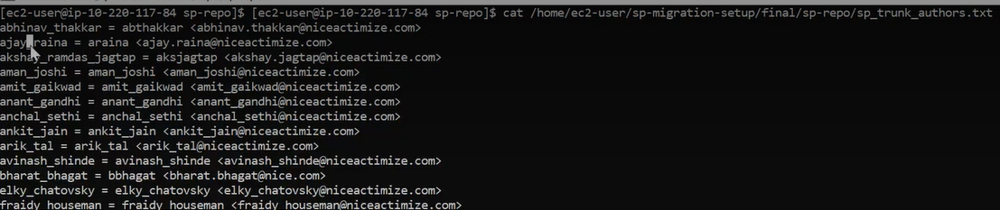 [ec2-user@ip-10-220-117-84 sp-repo]$ [ec2-user@ip-10-220-117-84 sp-repo]$ cat /home/ec2-user/sp-migration-setup/final/sp-repo/sp_trunk_authors.txt
abhinav_thakkar = abthakkar <abhinav.thakkar@niceactimize.com>
ajay_raina = araina <ajay.raina@niceactimize.com>
akshay_ramdas_jagtap = aksjagtap <akshay.jagtap@niceactimize.com>
aman_joshi = aman_joshi <aman_joshi@niceactimize.com>
amit_gaikwad = amit_gaikwad <amit_gaikwad@niceactimize.com>
anant_gandhi = anant_gandhi <anant_gandhi@niceactimize.com>
anchal_sethi = anchal_sethi <anchal_sethi@niceactimize.com>
ankit_jain = ankit_jain <ankit_jain@niceactimize.com>
arik_tal = arik_tal <arik_tal@niceactimize.com>
avinash_shinde = avinash_shinde <avinash_shinde@niceactimize.com>
bharat_bhagat = bbhagat <bharat.bhagat@nice.com>
elky_chatovsky = elky_chatovsky <elky_chatovsky@niceactimize.com>
fraidy_houseman = fraidy_houseman <fraidy_houseman@niceactimize.com>